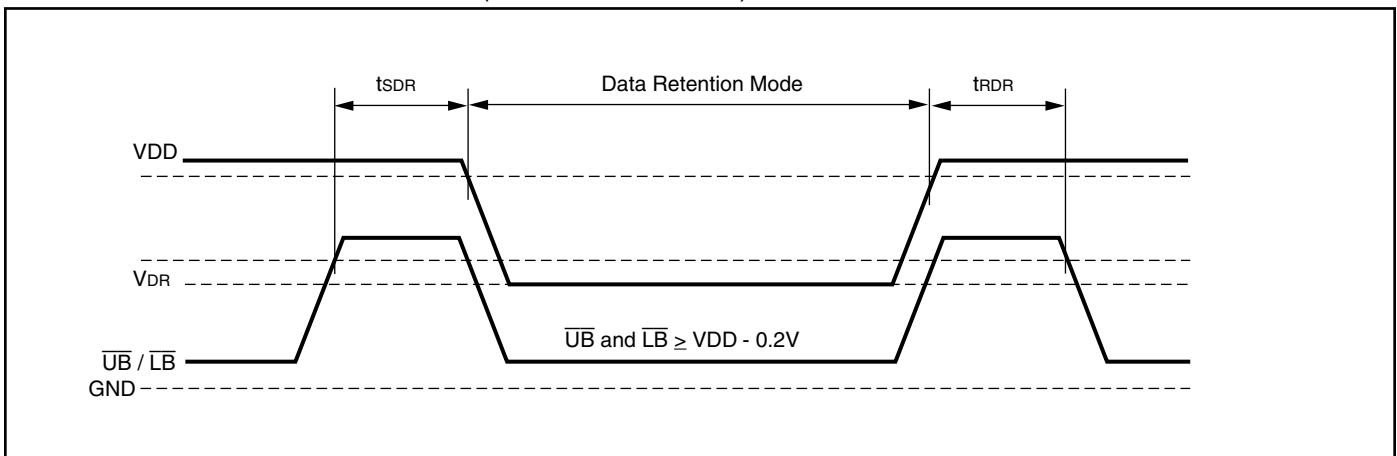 tSDR Data Retention Mode tRDR
VDD
VDR
UB and LB ≥ VDD - 0.2V
UB / LB
GND